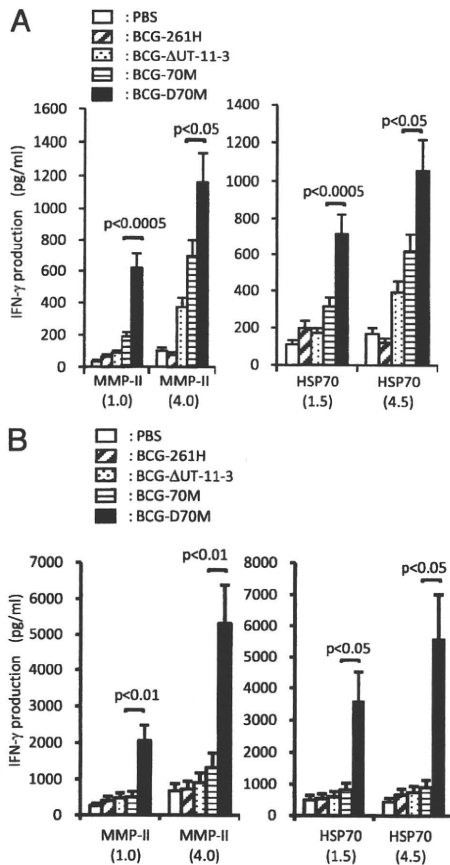 A
: PBS
: BCG-261H
: BCG-ΔUT-11-3
: BCG-70M
: BCG-D70M
IFN-γ production (pg/ml)
1600
1400
1200
1000
800
600
400
200
0
p<0.0005
p<0.05
MMP-II
(1.0)
MMP-II
(4.0)
1400
1200
1000
800
600
400
200
0
p<0.0005
p<0.05
HSP70
(1.5)
HSP70
(4.5)
B
: PBS
: BCG-261H
: BCG-ΔUT-11-3
: BCG-70M
: BCG-D70M
IFN-γ production (pg/ml)
7000
6000
5000
4000
3000
2000
1000
0
p<0.01
p<0.01
MMP-II
(1.0)
MMP-II
(4.0)
8000
7000
6000
5000
4000
3000
2000
1000
0
p<0.05
p<0.05
HSP70
(1.5)
HSP70
(4.5)